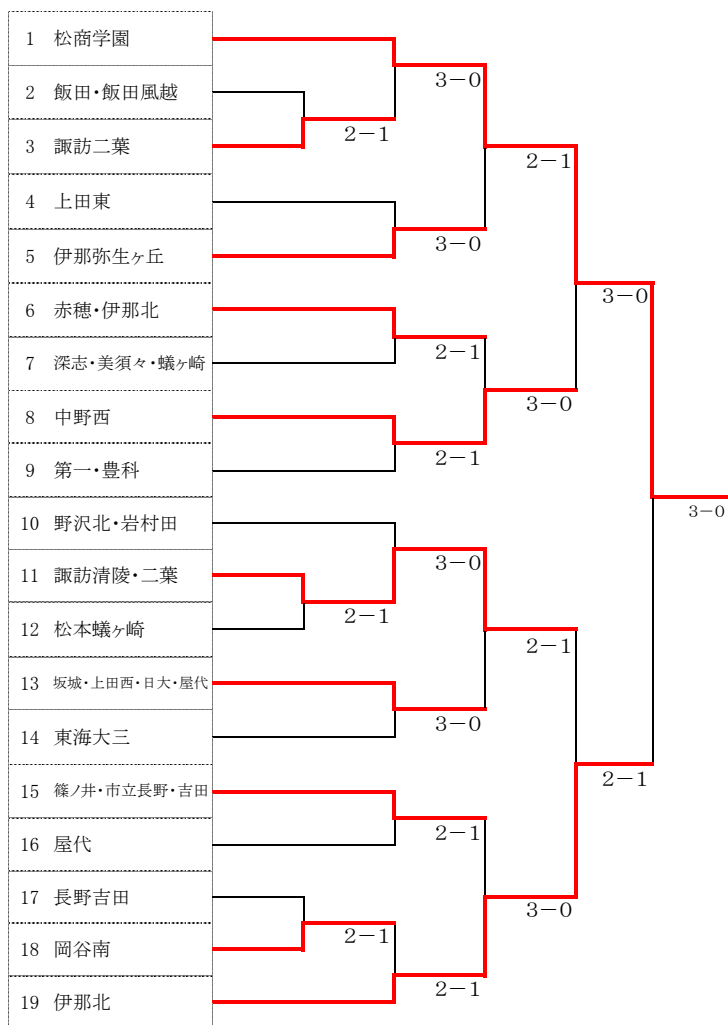 1 松商学園
2 飯田・飯田風越
3 諏訪二葉
4 上田東
5 伊那弥生ヶ丘
6 赤穂・伊那北
7 深志・美須々・蟻ヶ崎
8 中野西
9 第一・豊科
10 野沢北・岩村田
11 諏訪清陵・二葉
12 松本蟻ヶ崎
13 坂城・上田西・日大・屋代
14 東海大三
15 篠ノ井・市立長野・吉田
16 屋代
17 長野吉田
18 岡谷南
19 伊那北
2－1
2－1
2－1
3－0
3－0
2－1
2－1
3－0
3－0
2－1
2－1
2－1
3－0
2－1
3－0
3－0
2－1
3－0